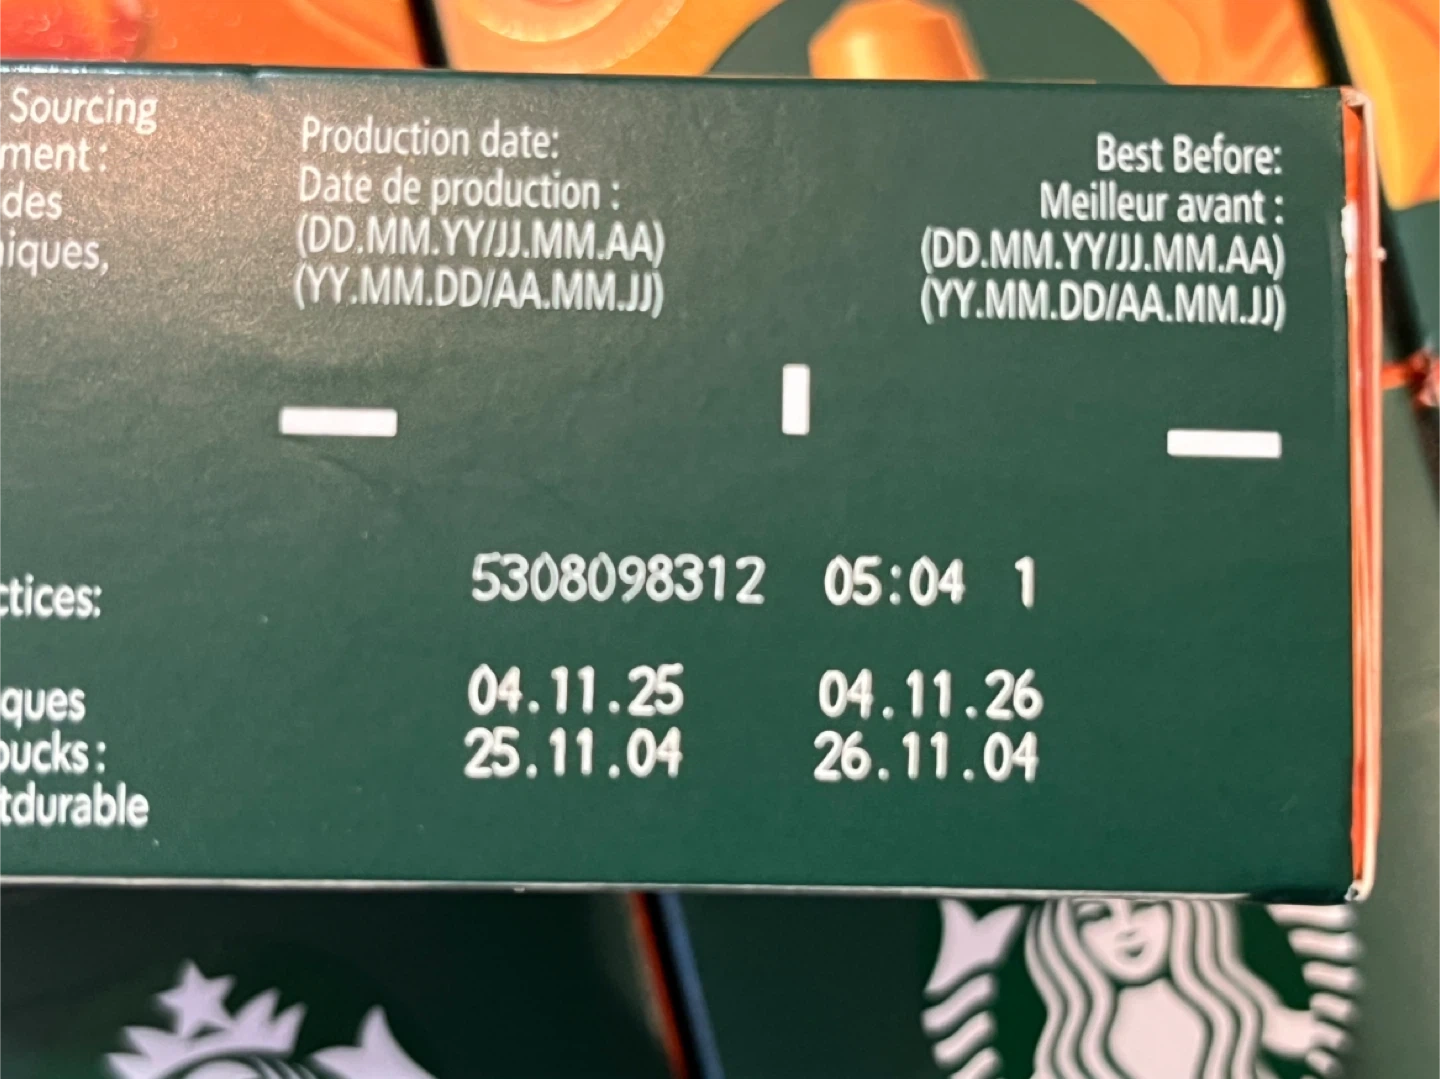 Sourcing
ment :
des
iques,
Production date:
Date de production :
(DD.MM.YY/JJ.MM.AA)
(YY.MM.DD/AA.MM.JJ)
Best Before:
Meilleur avant :
(DD.MM.YY/JJ.MM.AA)
(YY.MM.DD/AA.MM.JJ)
ctices:
ques
bucks :
tdurable
5308098312 05:04 1
04.11.25 04.11.26
25.11.04 26.11.04